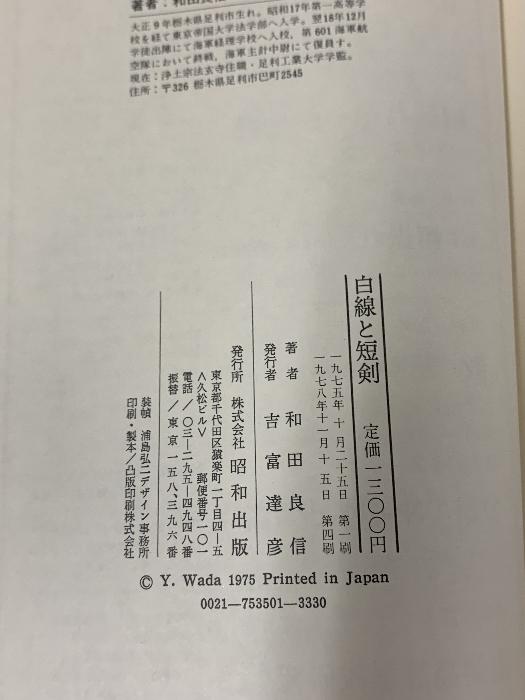 大正9年栃木県足利市生れ。昭和17年第一高等学
校を経て東京帝国大学法学部へ入学。翌18年12月
学徒出陣にて海軍経理学校へ入校，第601海軍航
空隊において終戦，海軍主計中尉にて復員す。
現在：浄土宗法玄寺住職・足利工業大学学監。
住所：〒326 栃木県足利市巴町2545
白線と短剣　定価一三〇〇円
一九七五年 十 月二十五日　第一刷
一九七八年十一月十五日　第四刷
著者　和田良信
発行者　吉富達彦
発行所　株式会社　昭和出版
東京都千代田区猿楽町一丁目四―五
〈久松ビル〉　郵便番号一〇一
電話／〇三―二九五―四九四八番
振替／東京一五八、三九六番
装幀　浦島弘三デザイン事務所
印刷・製本／凸版印刷株式会社
© Y. Wada 1975 Printed in Japan
0021―753501―3330